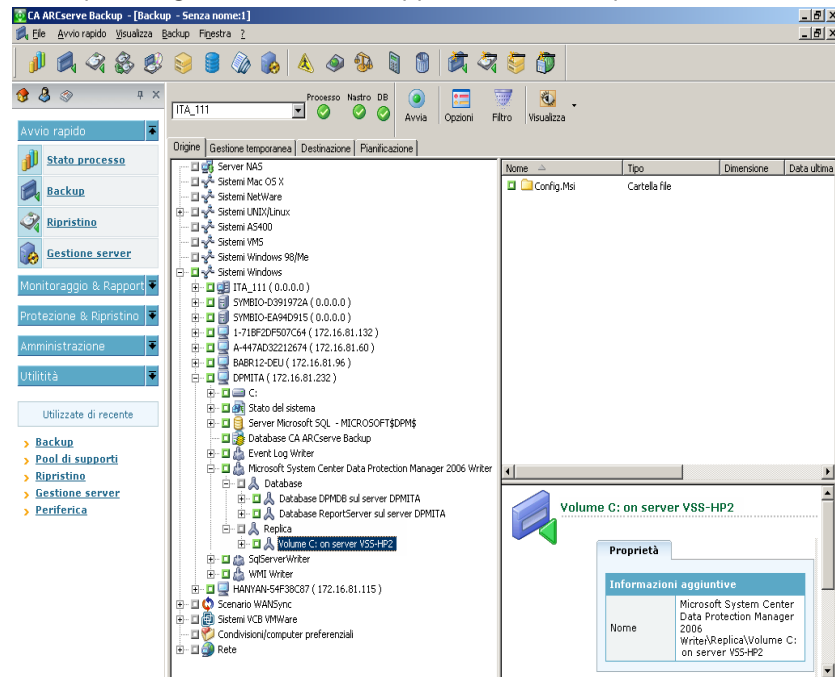 CA ARCserve Backup - [Backup - Senza nome:1]
File Avvio rapido Visualizza Backup Finestra ?
ITA_111
Processo Nastro DB
Avvia Opzioni Filtro Visualizza
Avvio rapido
Stato processo
Backup
Ripristino
Gestione server
Monitoraggio & Rapport
Protezione & Ripristino
Amministrazione
Utilitità
Utilizzate di recente
Backup
Pool di supporti
Ripristino
Gestione server
Periferica
Origine Gestione temporanea Destinazione Pianificazione
Server NAS
Sistemi Mac OS X
Sistemi NetWare
Sistemi UNIX/Linux
Sistemi AS400
Sistemi VMS
Sistemi Windows 98/Me
Sistemi Windows
ITA_111 ( 0.0.0.0 )
SYMBIO-D391972A ( 0.0.0.0 )
SYMBIO-EA94D915 ( 0.0.0.0 )
1-71BF2DF507C64 ( 172.16.81.132 )
A-447AD32212674 ( 172.16.81.60 )
BABR12-DEU ( 172.16.81.96 )
DPMITA ( 172.16.81.232 )
C:
Stato del sistema
Server Microsoft SQL - MICROSOFT$DPM$
Database CA ARCserve Backup
Event Log Writer
Microsoft System Center Data Protection Manager 2006 Writer
Database
Database DPMDB sul server DPMITA
Database ReportServer sul server DPMITA
Replica
Volume C: on server VSS-HP2
SqlServerWriter
WMI Writer
HANYAN-54F38C87 ( 172.16.81.115 )
Scenario WANSync
Sistemi VCB VMWare
Condivisioni/computer preferenziali
Rete
Nome Tipo Dimensione Data ultima
Config.Msi Cartella file
Volume C: on server VSS-HP2
Proprietà
Informazioni aggiuntive
Nome
Microsoft System Center
Data Protection Manager
2006
Writer\Replica\Volume C:
on server VSS-HP2